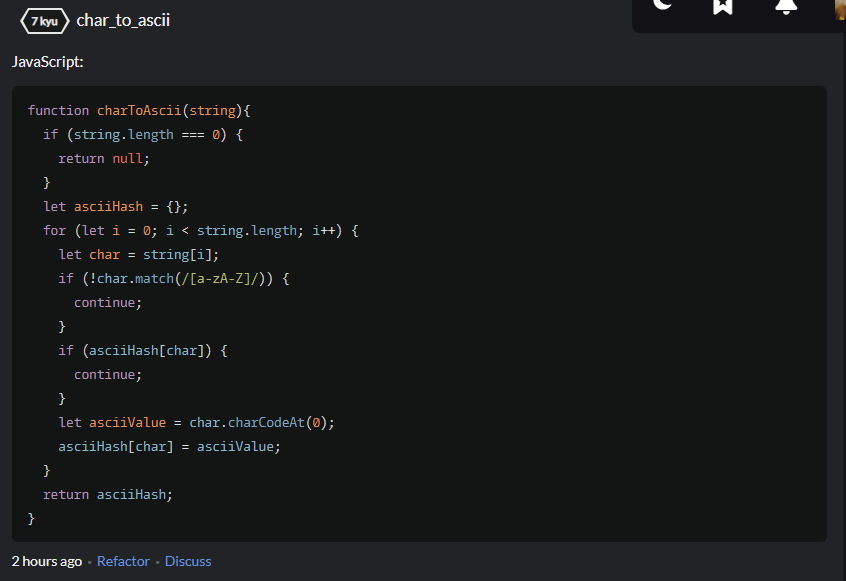 7 kyu char_to_ascii
JavaScript:
function charToAscii(string){
  if (string.length === 0) {
    return null;
  }
  let asciiHash = {};
  for (let i = 0; i < string.length; i++) {
    let char = string[i];
    if (!char.match(/[a-zA-Z]/)) {
      continue;
    }
    if (asciiHash[char]) {
      continue;
    }
    let asciiValue = char.charCodeAt(0);
    asciiHash[char] = asciiValue;
  }
  return asciiHash;
}
2 hours ago • Refactor • Discuss